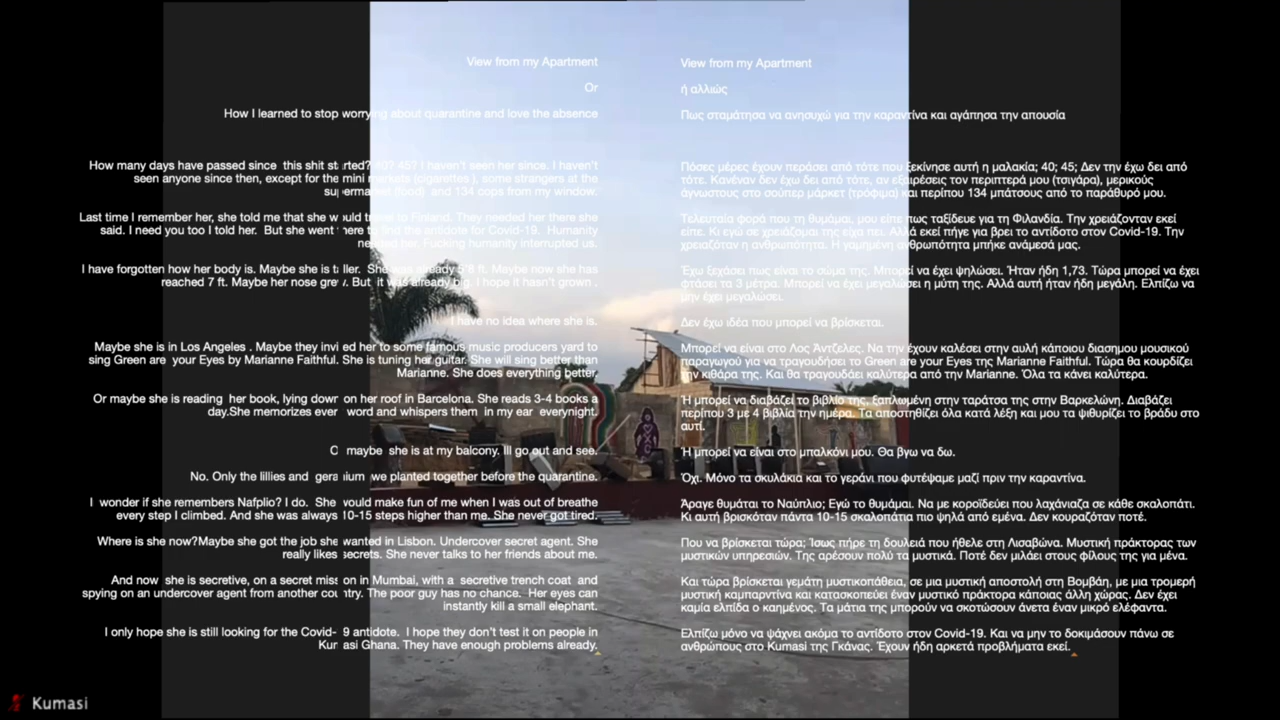 View from my Apartment
Or
How I learned to stop worrying about quarantine and love the absence
How many days have passed since this shit started? 40? 45? I haven't seen her since. I haven't
seen anyone since then, except for the mini markets (cigarettes), some strangers at the
supermarket (food) and 134 cops from my window.
Last time I remember her, she told me that she would travel to Finland. They needed her there she
said. I need you too I told her. But she went there to find the antidote for Covid-19. Humanity
needed her. Fucking humanity interrupted us.
I have forgotten how her body is. Maybe she is taller. She was already 5'8 ft. Maybe now she has
reached 7 ft. Maybe her nose grew. But it was already big. I hope it hasn't grown .
I have no idea where she is.
Maybe she is in Los Angeles . Maybe they invited her to some famous music producers yard to
sing Green are your Eyes by Marianne Faithful. She is tuning her guitar. She will sing better than
Marianne. She does everything better.
Or maybe she is reading her book, lying down on her roof in Barcelona. She reads 3-4 books a
day.She memorizes every word and whispers them in my ear everynight.
Or maybe she is at my balcony. Ill go out and see.
No. Only the lillies and geranium we planted together before the quarantine.
I wonder if she remembers Nafplio? I do. She would make fun of me when I was out of breathe
every step I climbed. And she was always 10-15 steps higher than me. She never got tired.
Where is she now?Maybe she got the job she wanted in Lisbon. Undercover secret agent. She
really likes secrets. She never talks to her friends about me.
And now she is secretive, on a secret mission in Mumbai, with a secretive trench coat and
spying on an undercover agent from another country. The poor guy has no chance. Her eyes can
instantly kill a small elephant.
I only hope she is still looking for the Covid-19 antidote. I hope they don't test it on people in
Kumasi Ghana. They have enough problems already.
View from my Apartment
ή αλλιώς
Πως σταμάτησα να ανησυχώ για την καραντίνα και αγάπησα την απουσία
Πόσες μέρες έχουν περάσει από τότε που ξεκίνησε αυτή η μαλακία; 40; 45; Δεν την έχω δει από
τότε. Κανέναν δεν έχω δει από τότε, αν εξαιρέσεις τον περιπτερά μου (τσιγάρα), μερικούς
άγνωστους στο σούπερ μάρκετ (τρόφιμα) και περίπου 134 μπάτσους από το παράθυρό μου.
Τελευταία φορά που τη θυμάμαι, μου είπε πως ταξίδευε για τη Φιλανδία. Την χρειάζονταν εκεί
είπε. Κι εγώ σε χρειάζομαι της είχα πει. Αλλά εκεί πήγε για βρει το αντίδοτο στον Covid-19. Την
χρειαζόταν η ανθρωπότητα. Η γαμημένη ανθρωπότητα μπήκε ανάμεσά μας.
Έχω ξεχάσει πως είναι το σώμα της. Μπορεί να έχει ψηλώσει. Ήταν ήδη 1,73. Τώρα μπορεί να έχει
φτάσει τα 3 μέτρα. Μπορεί να έχει μεγαλώσει η μύτη της. Αλλά αυτή ήταν ήδη μεγάλη. Ελπίζω να
μην έχει μεγαλώσει.
Δεν έχω ιδέα που μπορεί να βρίσκεται.
Μπορεί να είναι στο Λος Άντζελες. Να την έχουν καλέσει στην αυλή κάποιου διασημου μουσικού
παραγωγού για να τραγουδήσει το Green are your Eyes της Marianne Faithful. Τώρα θα κουρδίζει
την κιθάρα της. Και θα τραγουδάει καλύτερα από την Marianne. Όλα τα κάνει καλύτερα.
Ή μπορεί να διαβάζει το βιβλίο της, ξαπλωμένη στην ταράτσα της στην Βαρκελώνη. Διαβάζει
περίπου 3 με 4 βιβλία την ημέρα. Τα αποστηθίζει όλα κατά λέξη και μου τα ψιθυρίζει το βράδυ στο
αυτί.
Ή μπορεί να είναι στο μπαλκόνι μου. Θα βγω να δω.
Όχι. Μόνο τα σκυλάκια και το γεράνι που φυτέψαμε μαζί πριν την καραντίνα.
Άραγε θυμάται το Ναύπλιο; Εγώ το θυμάμαι. Να με κοροϊδεύει που λαχάνιαζα σε κάθε σκαλοπάτι.
Κι αυτή βρισκόταν πάντα 10-15 σκαλοπάτια πιο ψηλά από εμένα. Δεν κουραζόταν ποτέ.
Που να βρίσκεται τώρα; Ίσως πήρε τη δουλειά που ήθελε στη Λισαβώνα. Μυστική πράκτορας των
μυστικών υπηρεσιών. Της αρέσουν πολύ τα μυστικά. Ποτέ δεν μιλάει στους φίλους της για μένα.
Και τώρα βρίσκεται γεμάτη μυστικοπάθεια, σε μια μυστική αποστολή στη Βομβάη, με μια τρομερή
μυστική καμπαρντίνα και κατασκοπεύει έναν μυστικό πράκτορα κάποιας άλλη χώρας. Δεν έχει
καμία ελπίδα ο καημένος. Τα μάτια της μπορούν να σκοτώσουν άνετα έναν μικρό ελέφαντα.
Ελπίζω μόνο να ψάχνει ακόμα το αντίδοτο στον Covid-19. Και να μην το δοκιμάσουν πάνω σε
ανθρώπους στο Kumasi της Γκάνας. Έχουν ήδη αρκετά προβλήματα εκεί.
Kumasi